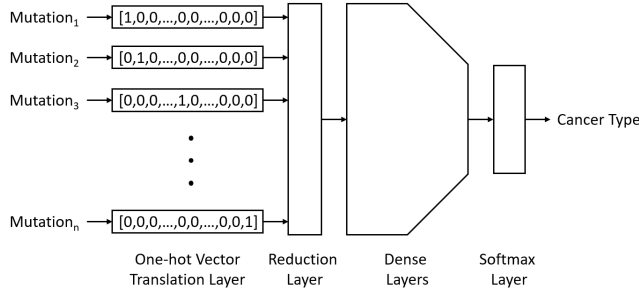 Mutation₁ [1,0,0,...,0,0,...,0,0,0]
Mutation₂ [0,1,0,...,0,0,...,0,0,0]
Mutation₃ [0,0,0,...,1,0,...,0,0,0]
Cancer Type
Mutationₙ [0,0,0,...,0,0,...,0,0,1]
One-hot Vector Reduction Dense Softmax
Translation Layer Layer Layers Layer